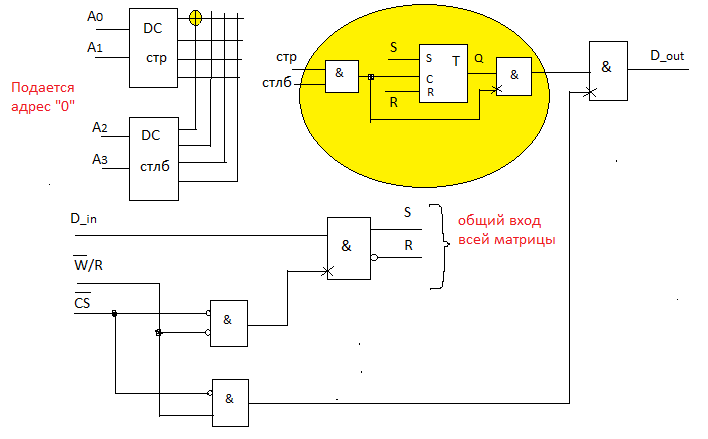 A0
DC
A1
стр
Подается
адрес "0"
A2
DC
A3
стлб
стр
стлб
&
S
S
T
Q
C
R
R
&
&
D_out
D_in
&
S
R
общий вход
всей матрицы
W/R
CS
&
&